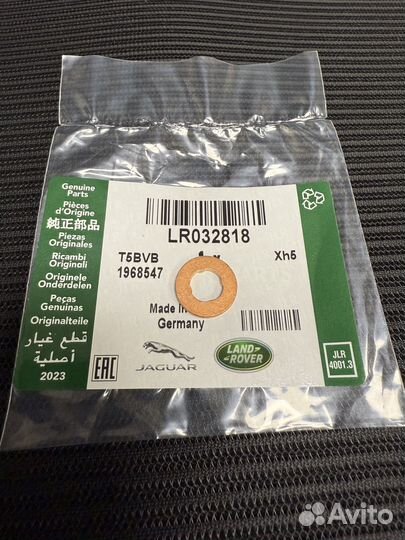 Genuine
Parts
Pièces
d'Origine
純正部品
Piezas
Originales
Ricambi
Originali
Originele
Onderdelen
Peças
Genuinas
Originalteile
قطع غيار
أصلية
2023
LR032818
T5BVB
Xh5
1968547
Made in
Germany
EAC
JAGUAR
LAND
ROVER
JLR
4001.3
Avito